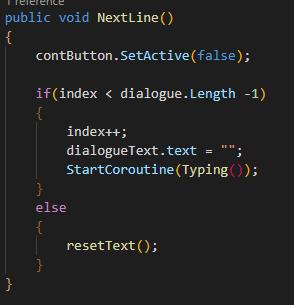 1 reference
public void NextLine()
{
    contButton.SetActive(false);

    if(index < dialogue.Length -1)
    {
        index++;
        dialogueText.text = "";
        StartCoroutine(Typing());
    }
    else
    {
        resetText();
    }
}